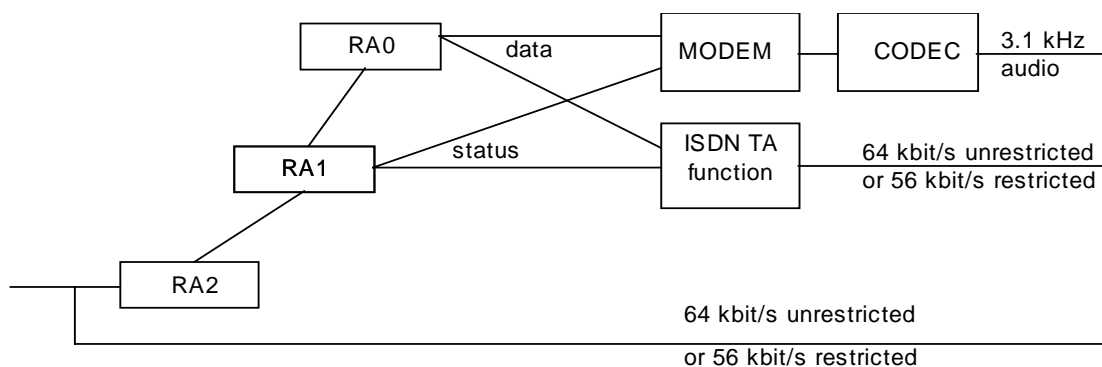 RA0
data
MODEM
CODEC
3.1 kHz
audio
RA1
status
ISDN TA
function
64 kbit/s unrestricted
or 56 kbit/s restricted
RA2
64 kbit/s unrestricted
or 56 kbit/s restricted